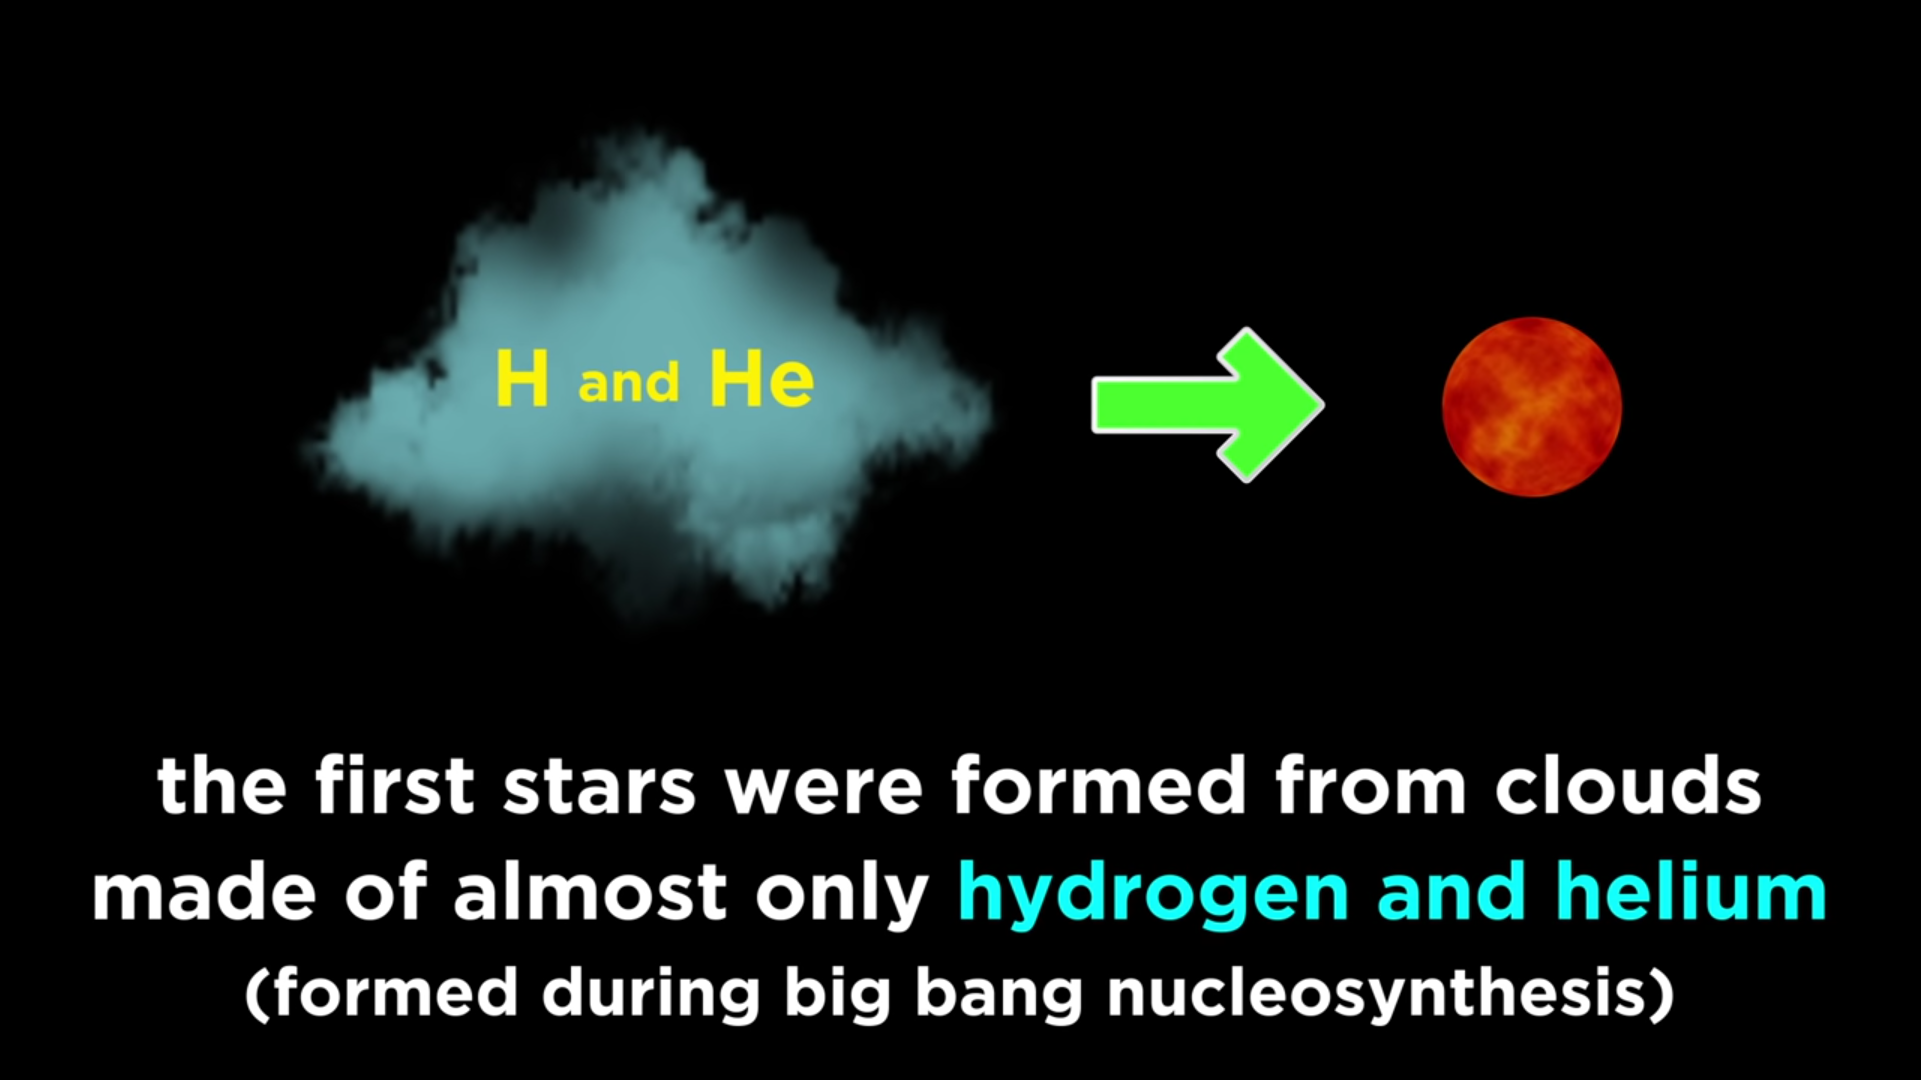 H and He
the first stars were formed from clouds
made of almost only hydrogen and helium
(formed during big bang nucleosynthesis)